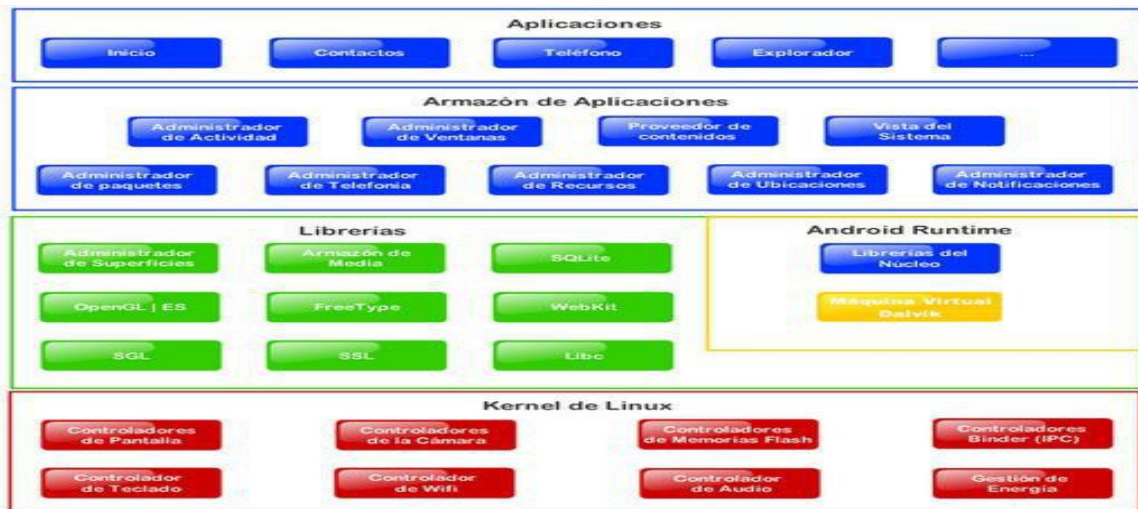 Aplicaciones
Inicio
Contactos
Teléfono
Explorador
...
Armazón de Aplicaciones
Administrador
de Actividad
Administrador
de Ventanas
Proveedor de
contenidos
Vista del
Sistema
Administrador
de paquetes
Administrador
de Telefonía
Administrador
de Recursos
Administrador
de Ubicaciones
Administrador
de Notificaciones
Librerías
Administrador
de Superficies
Armazón de
Media
SQLite
OpenGL | ES
FreeType
WebKit
SGL
SSL
Libc
Android Runtime
Librerías del
Núcleo
Máquina Virtual
Dalvik
Kernel de Linux
Controladores
de Pantalla
Controladores
de la Cámara
Controladores
de Memorias Flash
Controladores
Binder (IPC)
Controlador
de Teclado
Controlador
de Wifi
Controlador
de Audio
Gestión de
Energía